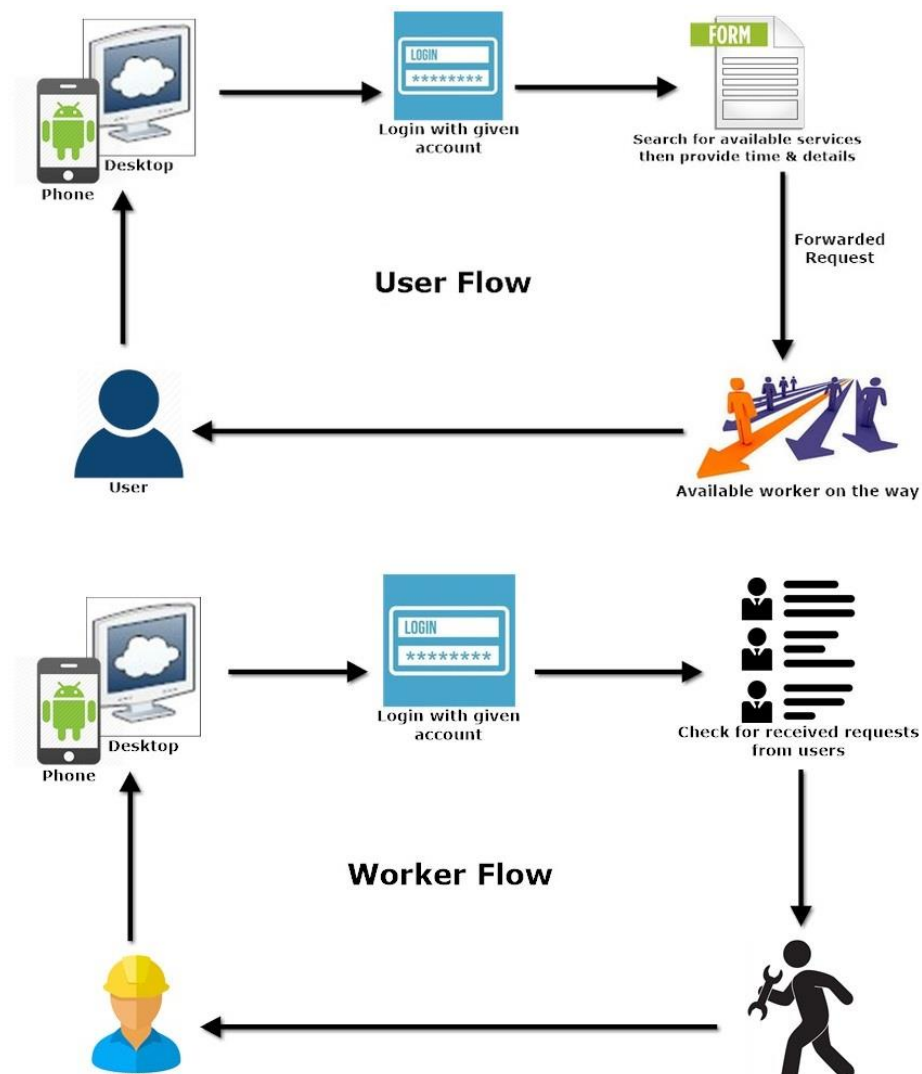 FORM
LOGIN
********
Login with given
account
Search for available services
then provide time & details
Desktop
Phone
Forwarded
Request
User Flow
User
Available worker on the way
LOGIN
********
Login with given
account
Check for received requests
from users
Desktop
Phone
Worker Flow